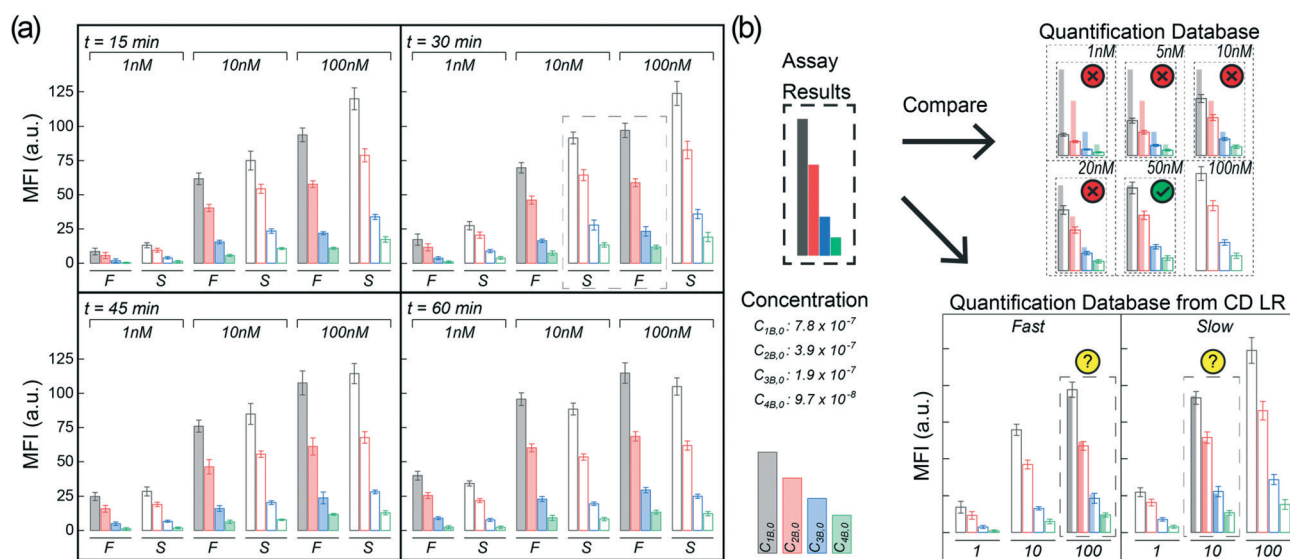 (a)
t = 15 min
1nM 10nM 100nM
MFI (a.u.)
125
100
75
50
25
0
F S F S F S
t = 30 min
1nM 10nM 100nM
F S F S F S
t = 45 min
1nM 10nM 100nM
MFI (a.u.)
125
100
75
50
25
0
F S F S F S
t = 60 min
1nM 10nM 100nM
F S F S F S
(b)
Assay
Results
Compare
Quantification Database
1nM 5nM 10nM
20nM 50nM 100nM
?
?
Concentration
C1B,0: 7.8 x 10-7
C2B,0: 3.9 x 10-7
C3B,0: 1.9 x 10-7
C4B,0: 9.7 x 10-8
C1B,0 C2B,0 C3B,0 C4B,0
Quantification Database from CD LR
Fast Slow
MFI (a.u.)
1 10 100 1 10 100